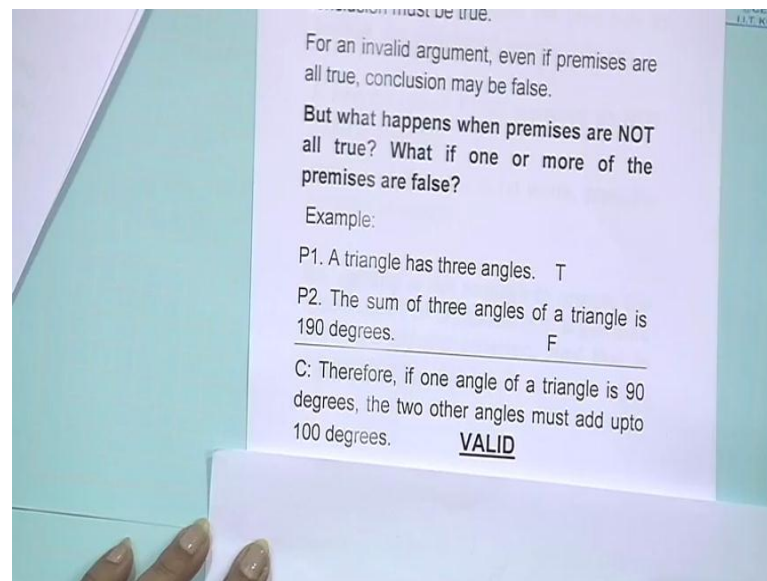 must be true.
I.I.T. K
For an invalid argument, even if premises are
all true, conclusion may be false.
But what happens when premises are NOT
all true? What if one or more of the
premises are false?
Example:
P1. A triangle has three angles. T
P2. The sum of three angles of a triangle is
190 degrees. F
C: Therefore, if one angle of a triangle is 90
degrees, the two other angles must add upto
100 degrees. VALID